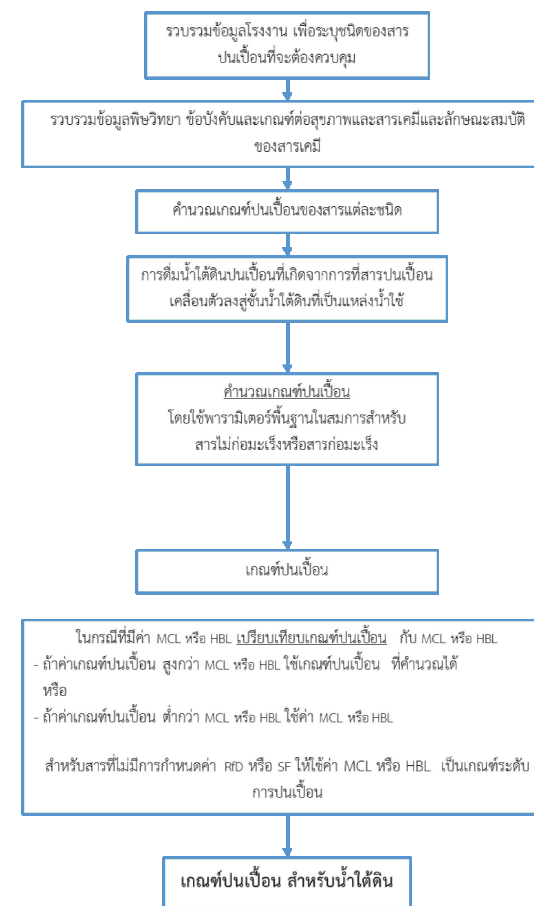 รวบรวมข้อมูลโรงงาน เพื่อระบุชนิดของสาร
ปนเปื้อนที่จะต้องควบคุม
รวบรวมข้อมูลพิษวิทยา ข้อบังคับและเกณฑ์ต่อสุขภาพและสารเคมีและลักษณะสมบัติ
ของสารเคมี
คำนวณเกณฑ์ปนเปื้อนของสารแต่ละชนิด
การดื่มน้ำใต้ดินปนเปื้อนที่เกิดจากการที่สารปนเปื้อน
เคลื่อนตัวลงสู่ชั้นน้ำใต้ดินที่เป็นแหล่งน้ำใช้
คำนวณเกณฑ์ปนเปื้อน
โดยใช้พารามิเตอร์พื้นฐานในสมการสำหรับ
สารไม่ก่อมะเร็งหรือสารก่อมะเร็ง
เกณฑ์ปนเปื้อน
ในกรณีที่มีค่า MCL หรือ HBL เปรียบเทียบเกณฑ์ปนเปื้อน กับ MCL หรือ HBL
- ถ้าค่าเกณฑ์ปนเปื้อน สูงกว่า MCL หรือ HBL ใช้เกณฑ์ปนเปื้อน ที่คำนวณได้
หรือ
- ถ้าค่าเกณฑ์ปนเปื้อน ต่ำกว่า MCL หรือ HBL ใช้ค่า MCL หรือ HBL
สำหรับสารที่ไม่มีการกำหนดค่า RfD หรือ SF ให้ใช้ค่า MCL หรือ HBL เป็นเกณฑ์ระดับ
การปนเปื้อน
เกณฑ์ปนเปื้อน สำหรับน้ำใต้ดิน